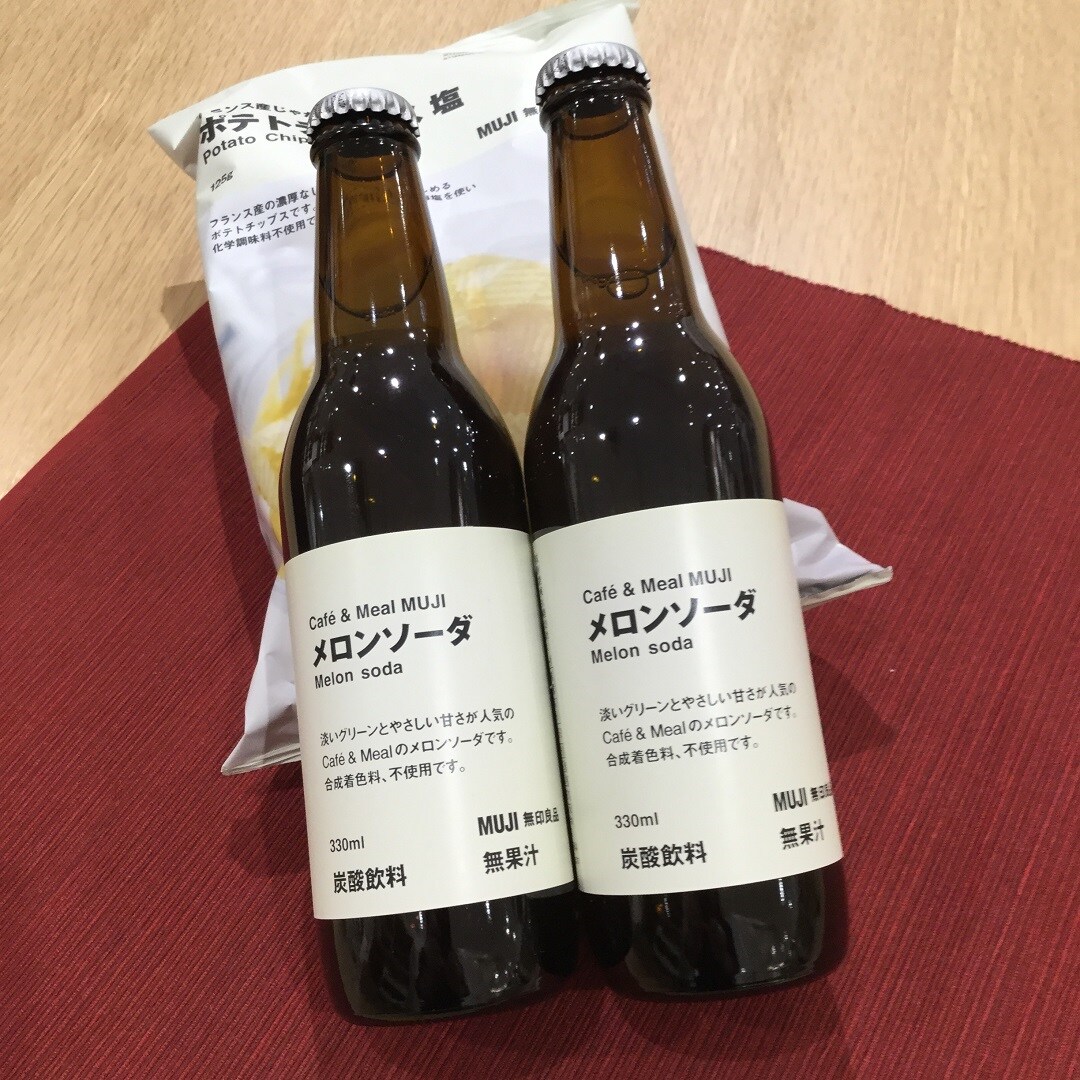 ポテト
塩
Potato Chip
MUJI 無
125g
フランス産の濃厚な
ポテトチップスです。
塩を使い
化学調味料不使用で
Café & Meal MUJI
メロンソーダ
Melon soda
淡いグリーンとやさしい甘さが人気の
Café & Mealのメロンソーダです。
合成着色料、不使用です。
MUJI 無印良品
330ml
無果汁
炭酸飲料
Café & Meal MUJI
メロンソーダ
Melon soda
淡いグリーンとやさしい甘さが人気の
Café & Mealのメロンソーダです。
合成着色料、不使用です。
MUJI 無印良品
330ml
無果汁
炭酸飲料